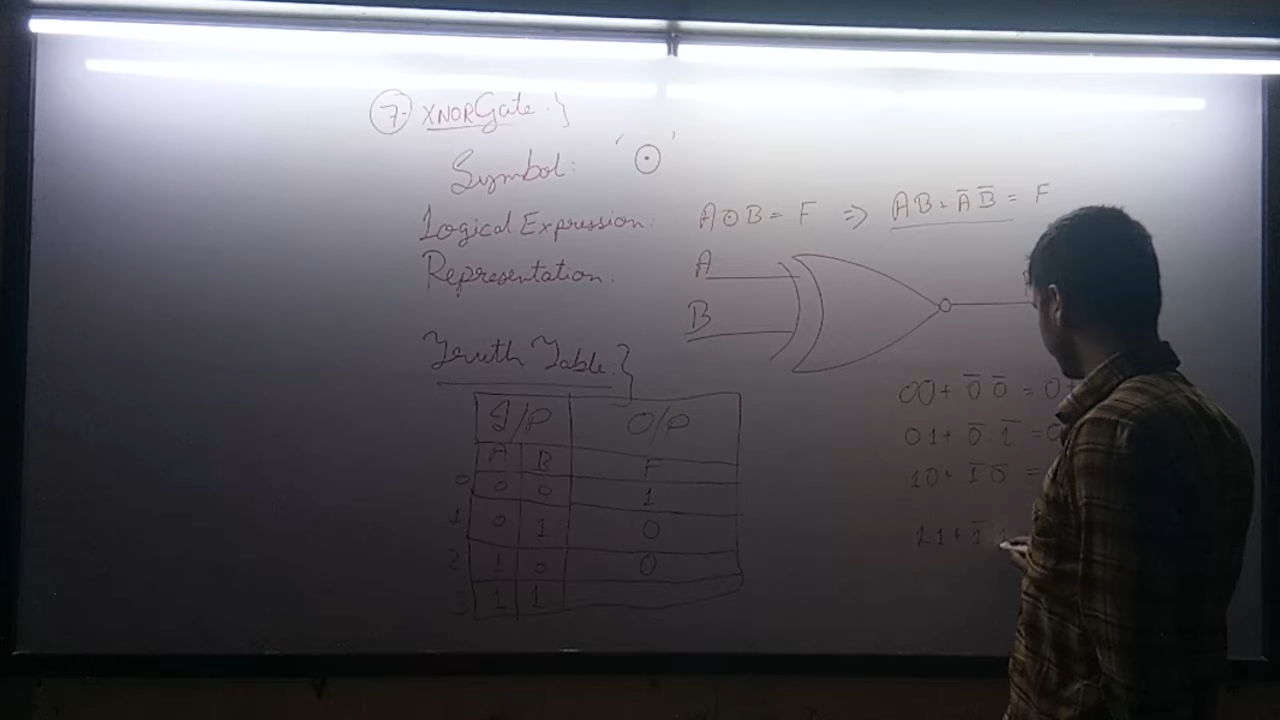 7. XNOR Gate. }
Symbol: '⊙'
Logical Expression: A⊙B = F ⇒ AB + A̅ B̅ = F
Representation:
A
B
Truth Table. }
I/P O/P
A B F
0 0 0 1
1 0 1 0
2 1 0 0
3 1 1
00 + 0̅ 0̅ = 0+
01 + 0̅ . 1̅ = 0
10 + 1̅ 0̅ =
11 + 1̅ 1